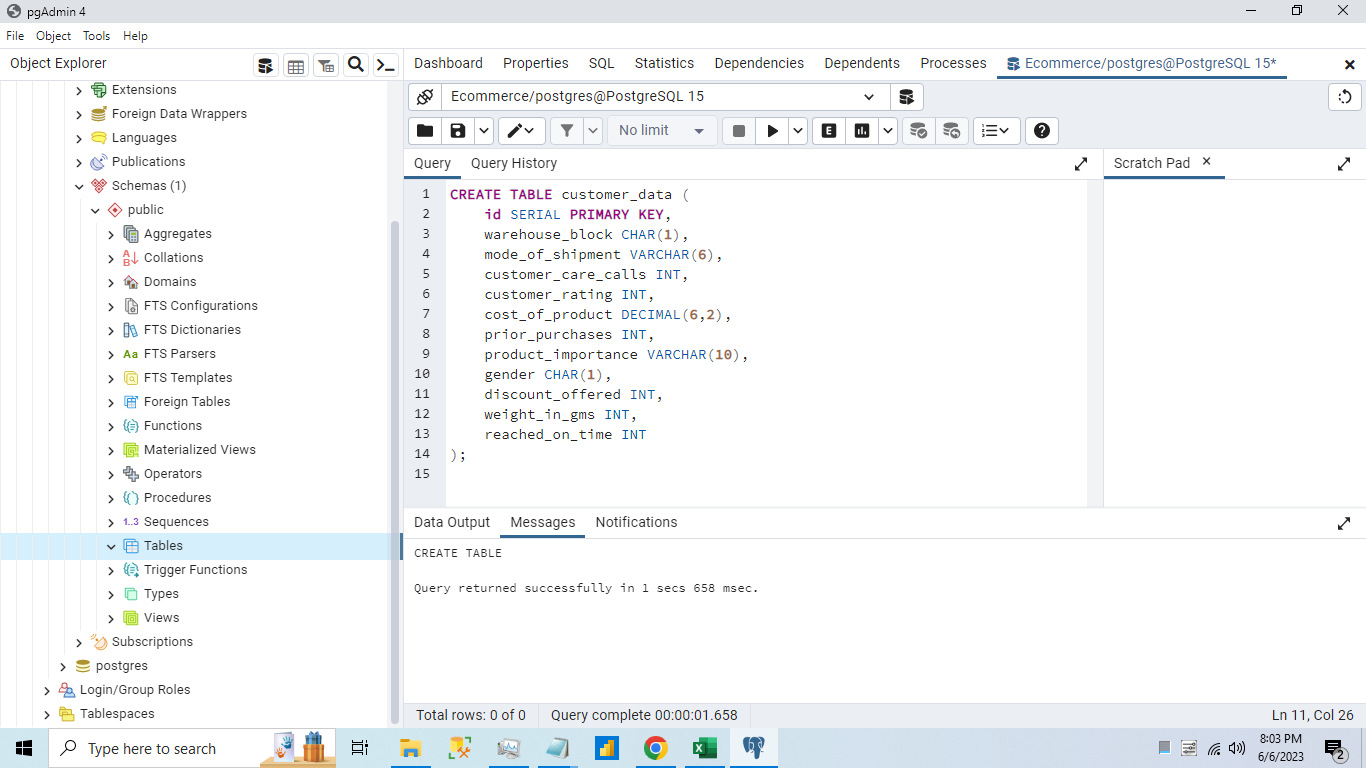 pgAdmin 4
File Object Tools Help
Object Explorer
Dashboard Properties SQL Statistics Dependencies Dependents Processes Ecommerce/postgres@PostgreSQL 15*
Extensions
Foreign Data Wrappers
Languages
Publications
Schemas (1)
public
Aggregates
Collations
Domains
FTS Configurations
FTS Dictionaries
Aa FTS Parsers
FTS Templates
Foreign Tables
Functions
Materialized Views
Operators
Procedures
1..3 Sequences
Tables
Trigger Functions
Types
Views
Subscriptions
postgres
Login/Group Roles
Tablespaces
Ecommerce/postgres@PostgreSQL 15
No limit
E
Query Query History
Scratch Pad
1 CREATE TABLE customer_data (
2 id SERIAL PRIMARY KEY,
3 warehouse_block CHAR(1),
4 mode_of_shipment VARCHAR(6),
5 customer_care_calls INT,
6 customer_rating INT,
7 cost_of_product DECIMAL(6,2),
8 prior_purchases INT,
9 product_importance VARCHAR(10),
10 gender CHAR(1),
11 discount_offered INT,
12 weight_in_gms INT,
13 reached_on_time INT
14 );
15
Data Output Messages Notifications
CREATE TABLE
Query returned successfully in 1 secs 658 msec.
Total rows: 0 of 0 Query complete 00:00:01.658 Ln 11, Col 26
Type here to search
8:03 PM
6/6/2023
2